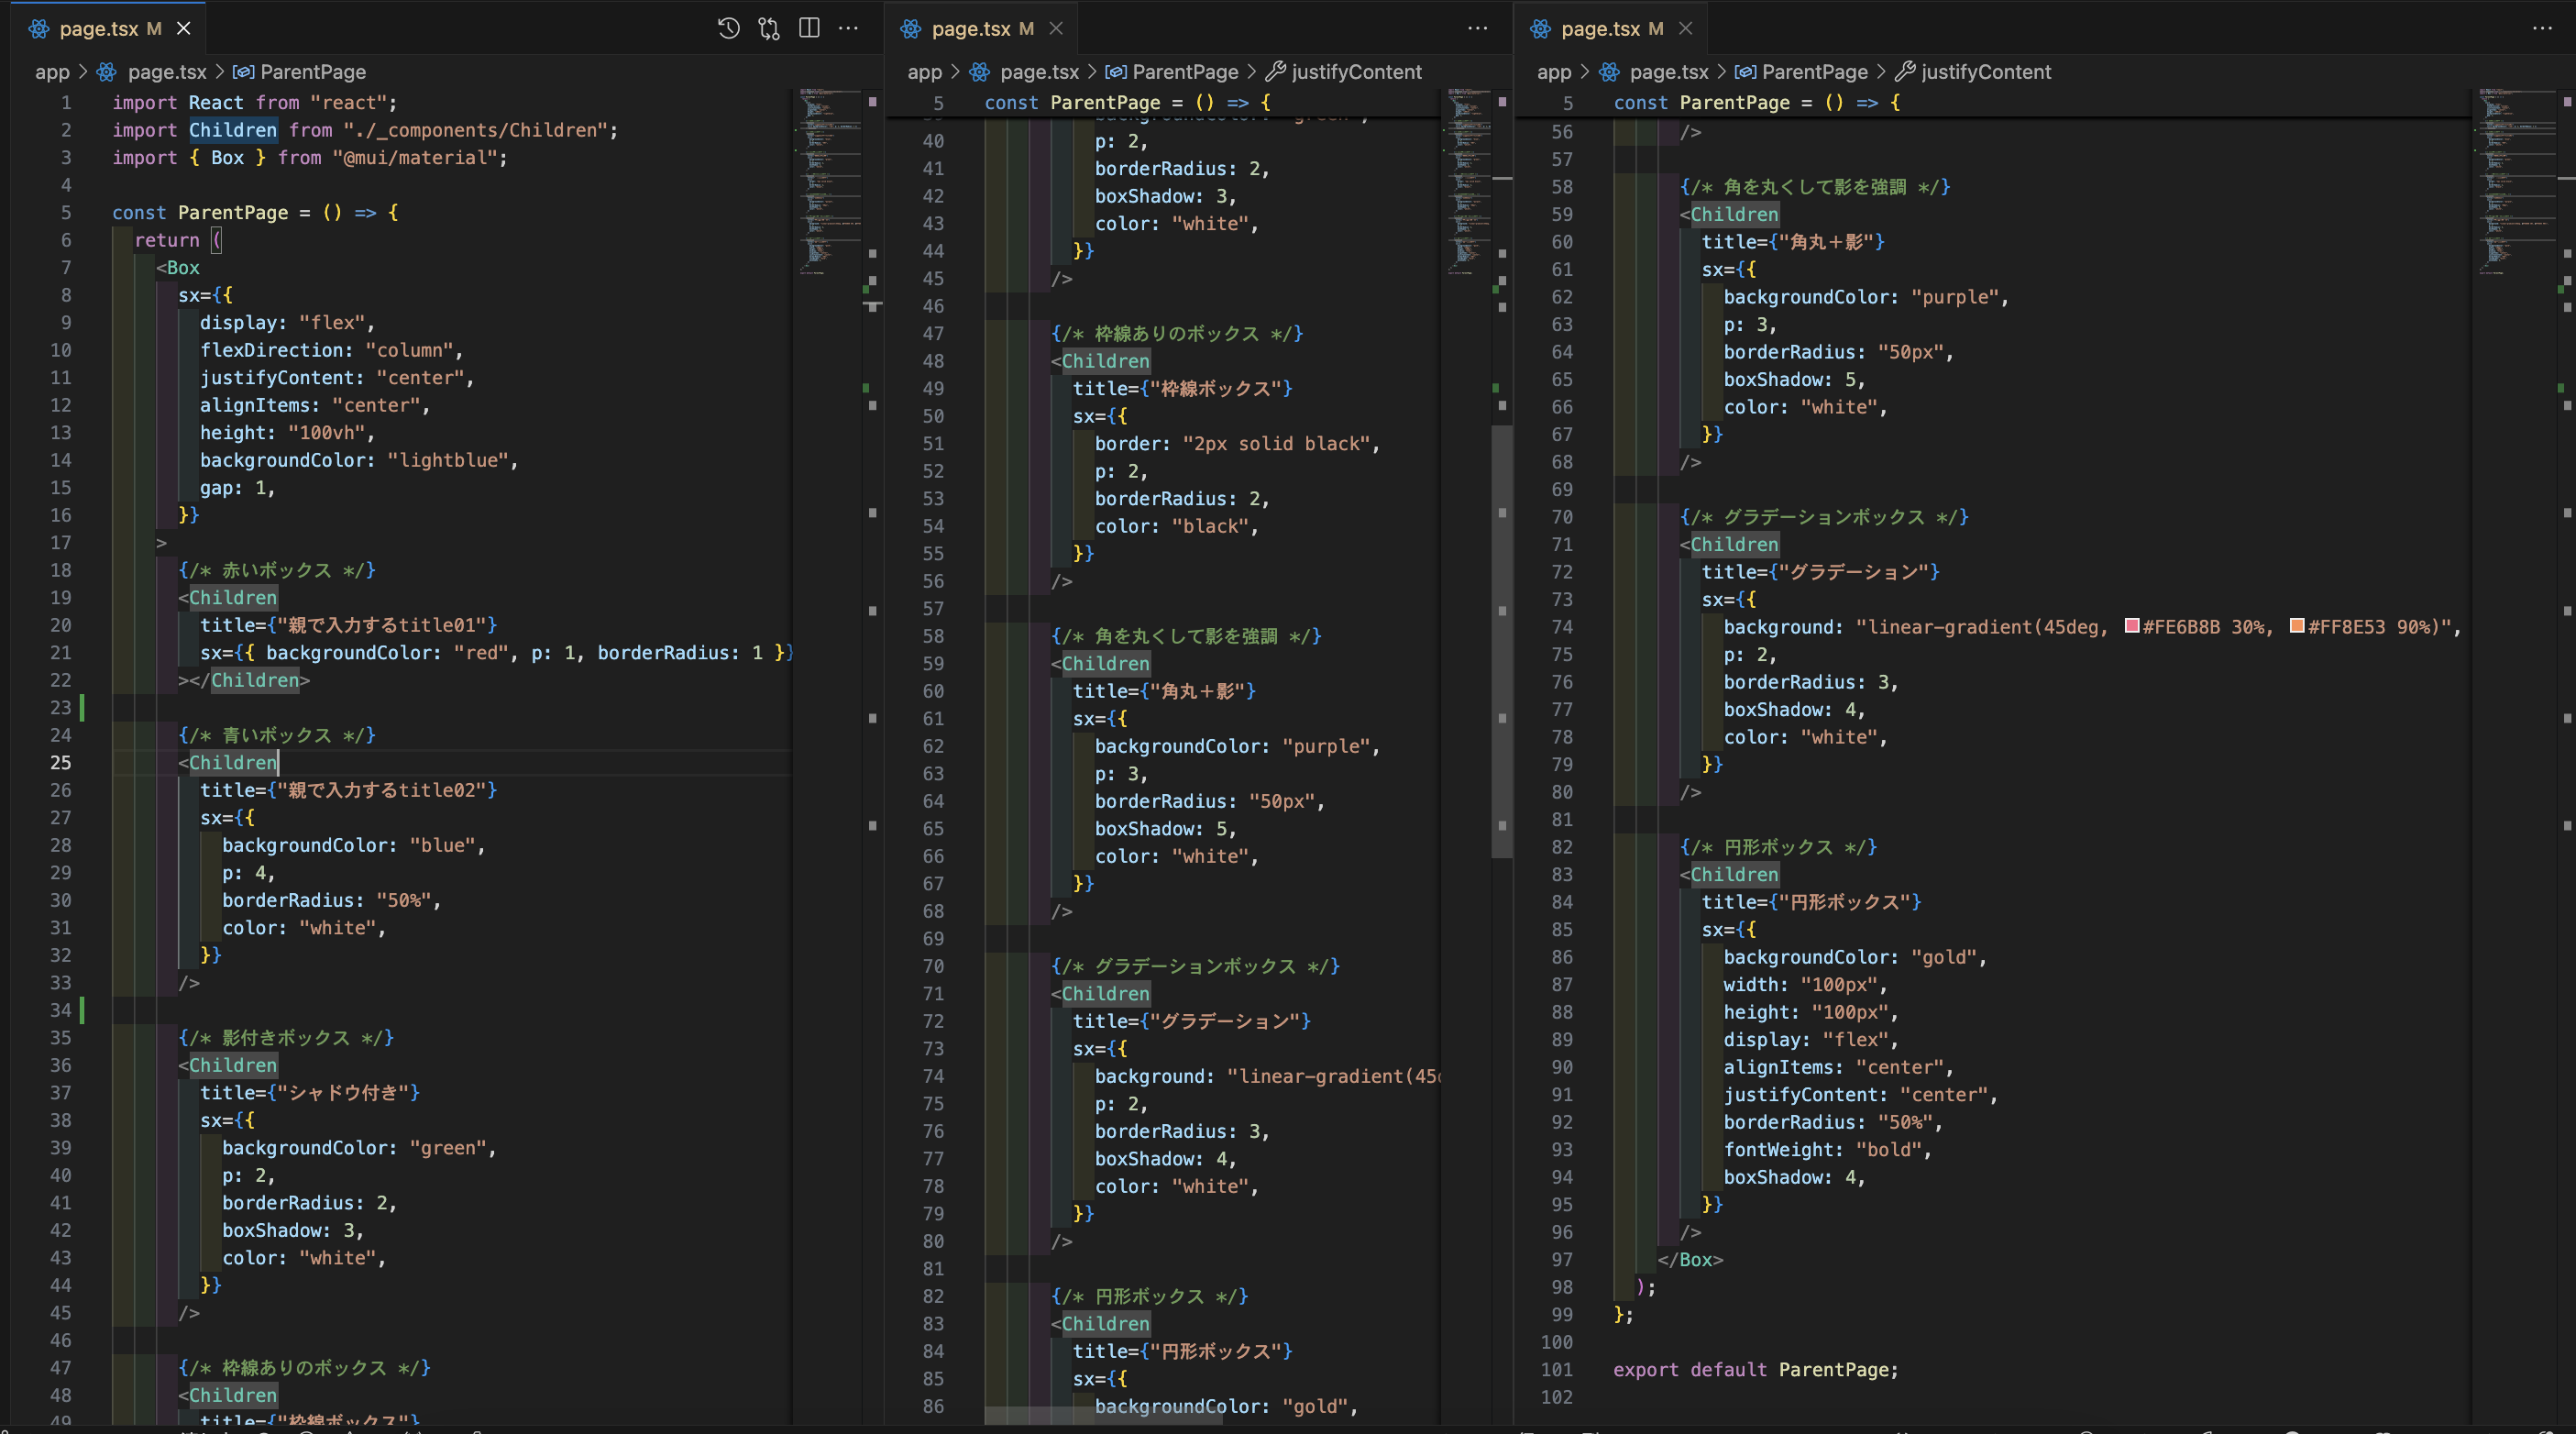 page.tsx M
app > page.tsx > ParentPage
1 import React from "react";
2 import Children from "./_components/Children";
3 import { Box } from "@mui/material";
4
5 const ParentPage = () => {
6 return (
7 <Box
8 sx={{
9 display: "flex",
10 flexDirection: "column",
11 justifyContent: "center",
12 alignItems: "center",
13 height: "100vh",
14 backgroundColor: "lightblue",
15 gap: 1,
16 }}
17 >
18 {/* 赤いボックス */}
19 <Children
20 title={"親で入力するtitle01"}
21 sx={{ backgroundColor: "red", p: 1, borderRadius: 1 }}
22 ></Children>
23
24 {/* 青いボックス */}
25 <Children
26 title={"親で入力するtitle02"}
27 sx={{
28 backgroundColor: "blue",
29 p: 4,
30 borderRadius: "50%",
31 color: "white",
32 }}
33 />
34
35 {/* 影付きボックス */}
36 <Children
37 title={"シャドウ付き"}
38 sx={{
39 backgroundColor: "green",
40 p: 2,
41 borderRadius: 2,
42 boxShadow: 3,
43 color: "white",
44 }}
45 />
46
47 {/* 枠線ありのボックス */}
48 <Children
49 title={"枠線ボックス"}
page.tsx M
app > page.tsx > ParentPage > justifyContent
5 const ParentPage = () => {
40 p: 2,
41 borderRadius: 2,
42 boxShadow: 3,
43 color: "white",
44 }}
45 />
46
47 {/* 枠線ありのボックス */}
48 <Children
49 title={"枠線ボックス"}
50 sx={{
51 border: "2px solid black",
52 p: 2,
53 borderRadius: 2,
54 color: "black",
55 }}
56 />
57
58 {/* 角を丸くして影を強調 */}
59 <Children
60 title={"角丸＋影"}
61 sx={{
62 backgroundColor: "purple",
63 p: 3,
64 borderRadius: "50px",
65 boxShadow: 5,
66 color: "white",
67 }}
68 />
69
70 {/* グラデーションボックス */}
71 <Children
72 title={"グラデーション"}
73 sx={{
74 background: "linear-gradient(45d
75 p: 2,
76 borderRadius: 3,
77 boxShadow: 4,
78 color: "white",
79 }}
80 />
81
82 {/* 円形ボックス */}
83 <Children
84 title={"円形ボックス"}
85 sx={{
86 backgroundColor: "gold",
page.tsx M
app > page.tsx > ParentPage > justifyContent
5 const ParentPage = () => {
56 />
57
58 {/* 角を丸くして影を強調 */}
59 <Children
60 title={"角丸＋影"}
61 sx={{
62 backgroundColor: "purple",
63 p: 3,
64 borderRadius: "50px",
65 boxShadow: 5,
66 color: "white",
67 }}
68 />
69
70 {/* グラデーションボックス */}
71 <Children
72 title={"グラデーション"}
73 sx={{
74 background: "linear-gradient(45deg, #FE6B8B 30%, #FF8E53 90%)",
75 p: 2,
76 borderRadius: 3,
77 boxShadow: 4,
78 color: "white",
79 }}
80 />
81
82 {/* 円形ボックス */}
83 <Children
84 title={"円形ボックス"}
85 sx={{
86 backgroundColor: "gold",
87 width: "100px",
88 height: "100px",
89 display: "flex",
90 alignItems: "center",
91 justifyContent: "center",
92 borderRadius: "50%",
93 fontWeight: "bold",
94 boxShadow: 4,
95 }}
96 />
97 </Box>
98 );
99 };
100
101 export default ParentPage;
102